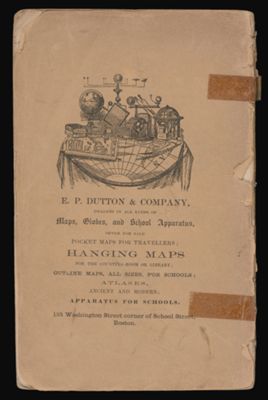 E. P. DUTTON & COMPANY,
DEALERS IN ALL KINDS OF
Maps, Globes, and School Apparatus,
OFFER FOR SALE
POCKET MAPS FOR TRAVELLERS;
HANGING MAPS
FOR THE COUNTING-ROOM OR LIBRARY;
OUTLINE MAPS, ALL SIZES, FOR SCHOOLS;
ATLASES,
ANCIENT AND MODERN;
APPARATUS FOR SCHOOLS.
135 Washington Street corner of School Street,
Boston.